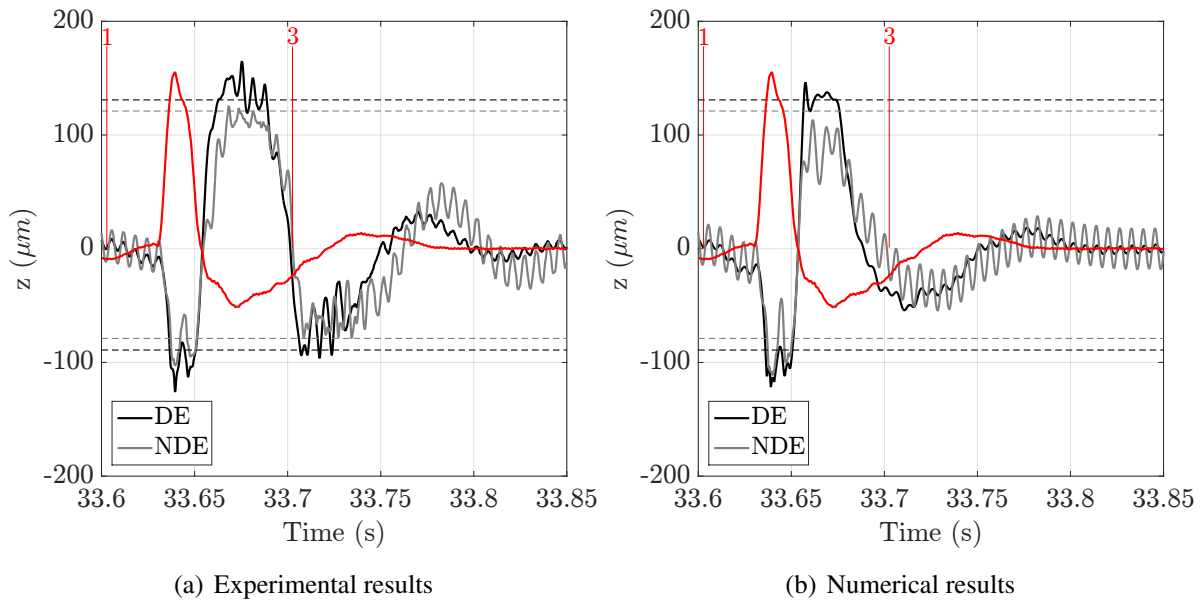 200
100
0
-100
-200
z (μm)
1
3
DE
NDE
33.6 33.65 33.7 33.75 33.8 33.85
Time (s)
(a) Experimental results
200
100
0
-100
-200
z (μm)
1
3
DE
NDE
33.6 33.65 33.7 33.75 33.8 33.85
Time (s)
(b) Numerical results